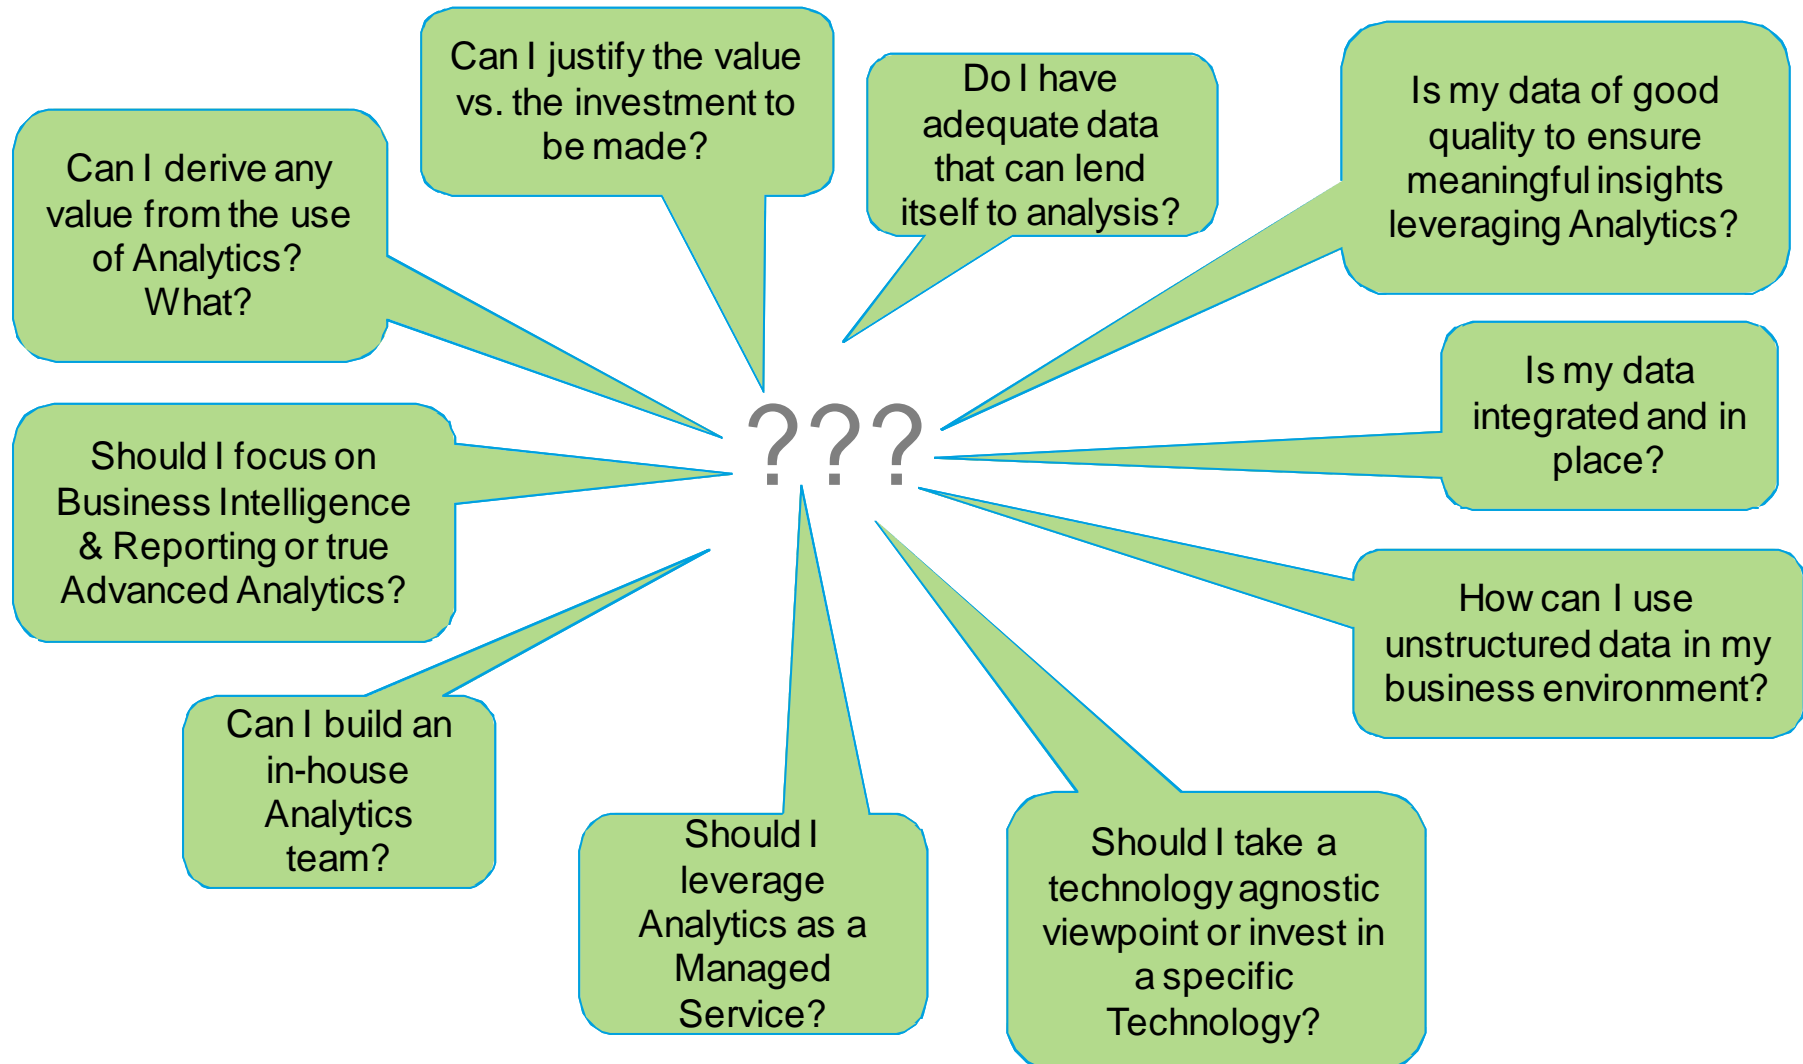 Can I justify the value
vs. the investment to
be made?
Do I have
adequate data
that can lend
itself to analysis?
Is my data of good
quality to ensure
meaningful insights
leveraging Analytics?
Can I derive any
value from the use
of Analytics?
What?
Is my data
integrated and in
place?
???
Should I focus on
Business Intelligence
& Reporting or true
Advanced Analytics?
How can I use
unstructured data in my
business environment?
Can I build an
in-house
Analytics
team?
Should I
leverage
Analytics as a
Managed
Service?
Should I take a
technology agnostic
viewpoint or invest in
a specific
Technology?